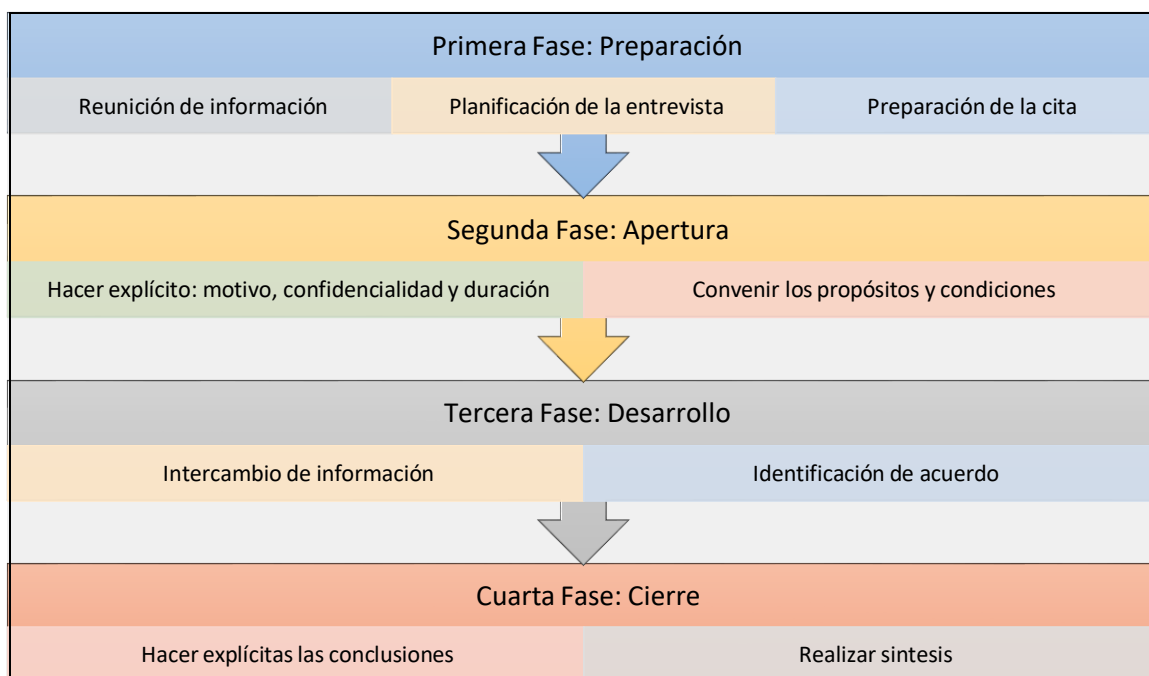 Primera Fase: Preparación
Reunición de información
Planificación de la entrevista
Preparación de la cita
Segunda Fase: Apertura
Hacer explícito: motivo, confidencialidad y duración
Convenir los propósitos y condiciones
Tercera Fase: Desarrollo
Intercambio de información
Identificación de acuerdo
Cuarta Fase: Cierre
Hacer explícitas las conclusiones
Realizar sintesis